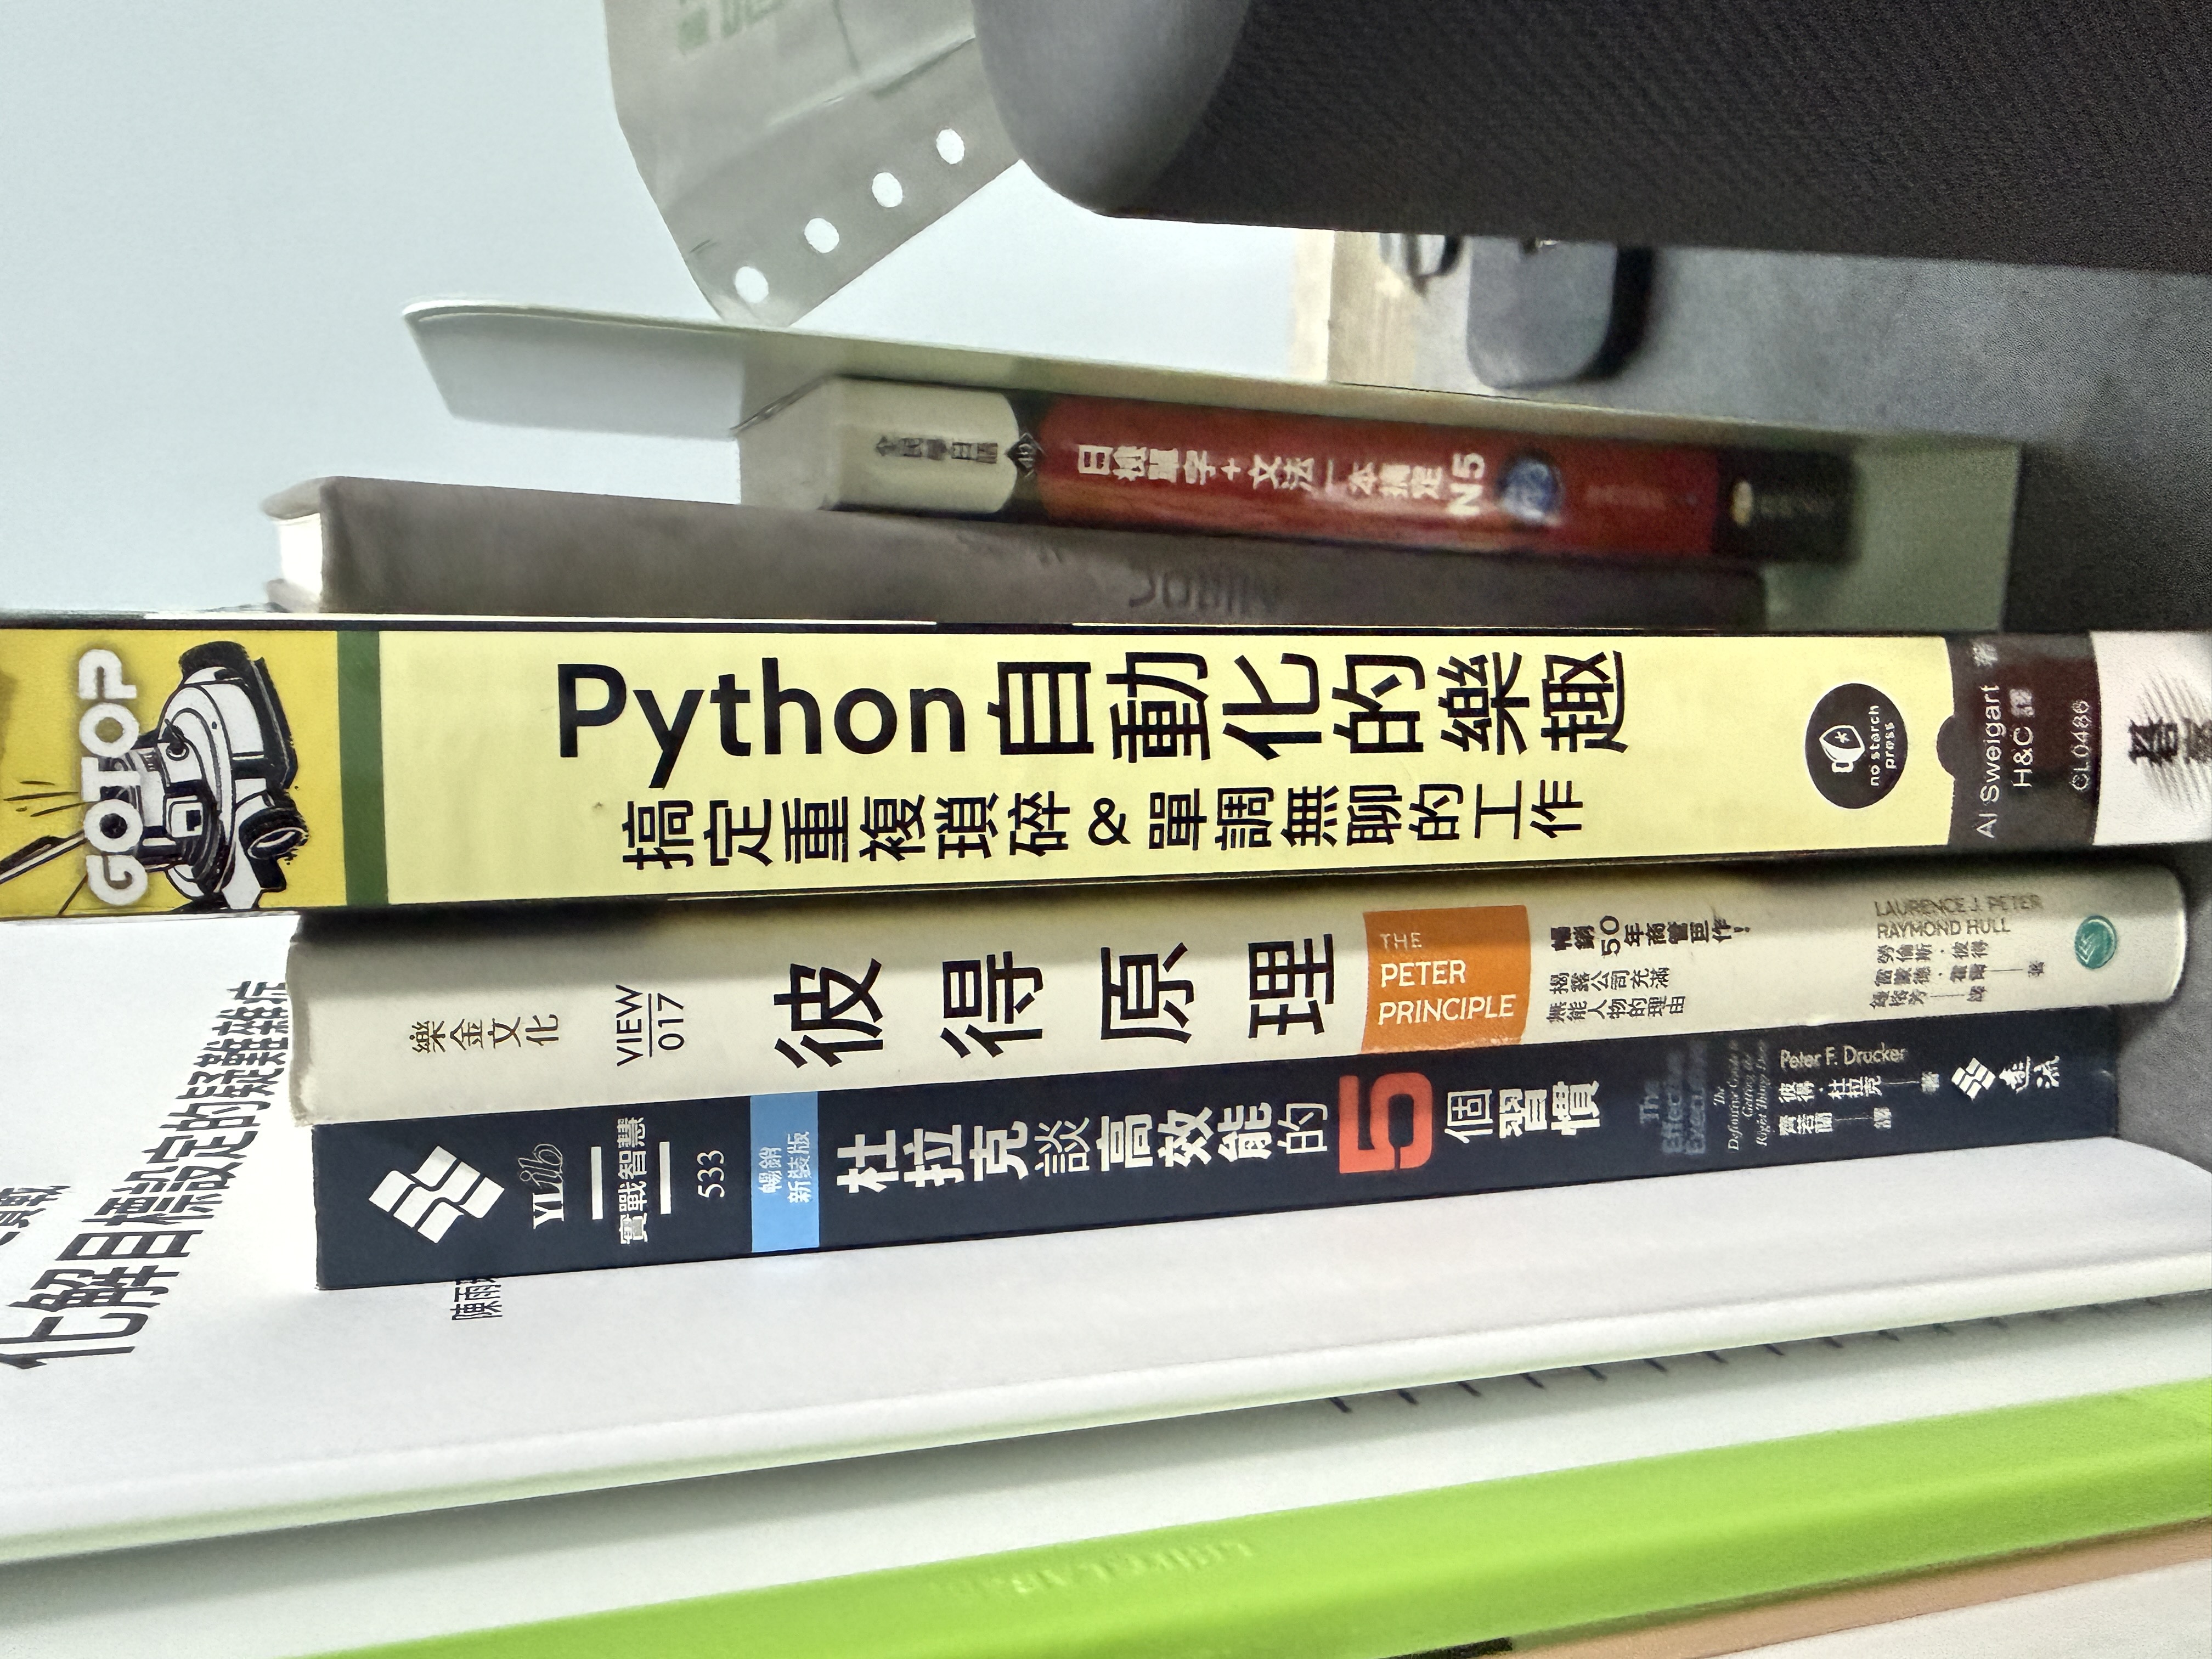 化解目標設定的疑難雜症
陳雨
YLib
實戰智慧
533
暢銷
新裝版
杜拉克談高效能的5個習慣
The
Effective
Executive
The
Definitive Guide to
Getting the
Right Things Done
Peter F. Drucker
彼得·杜拉克——著
齊若蘭——譯
遠流
樂金文化
VIEW
017
彼得原理
THE
PETER
PRINCIPLE
暢銷50年商管巨作!
揭露公司充滿
無能人物的理由
LAURENCE J. PETER
RAYMOND HULL
勞倫斯·彼得
雷蒙德·霍爾——著
GOTOP
Python自動化的樂趣
搞定重複瑣碎&單調無聊的工作
no starch
press
Al Sweigart 著
H&C 譯
CL0486
全民學日語
49
日檢單字+文法一本搞定
N5